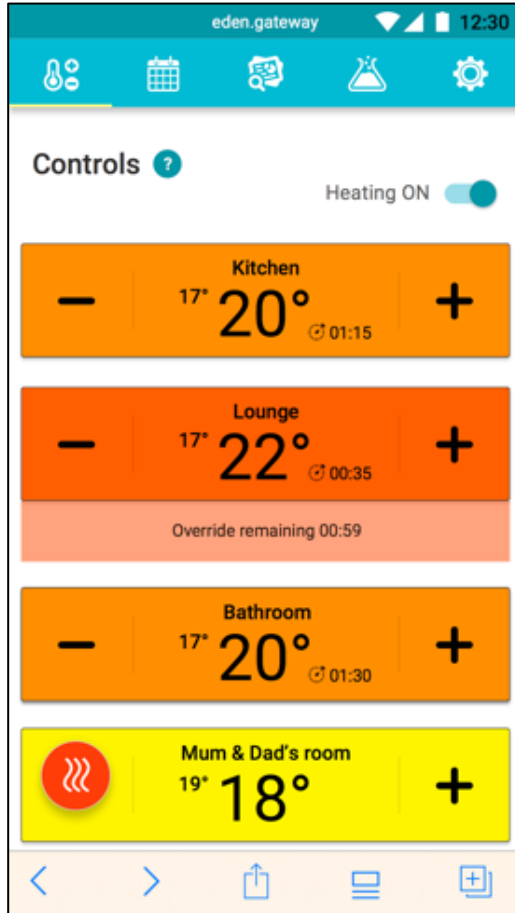 eden.gateway 12:30
Controls ?
Heating ON
Kitchen
17° 20° 01:15
Lounge
17° 22° 00:35
Override remaining 00:59
Bathroom
17° 20° 01:30
Mum & Dad's room
19° 18°